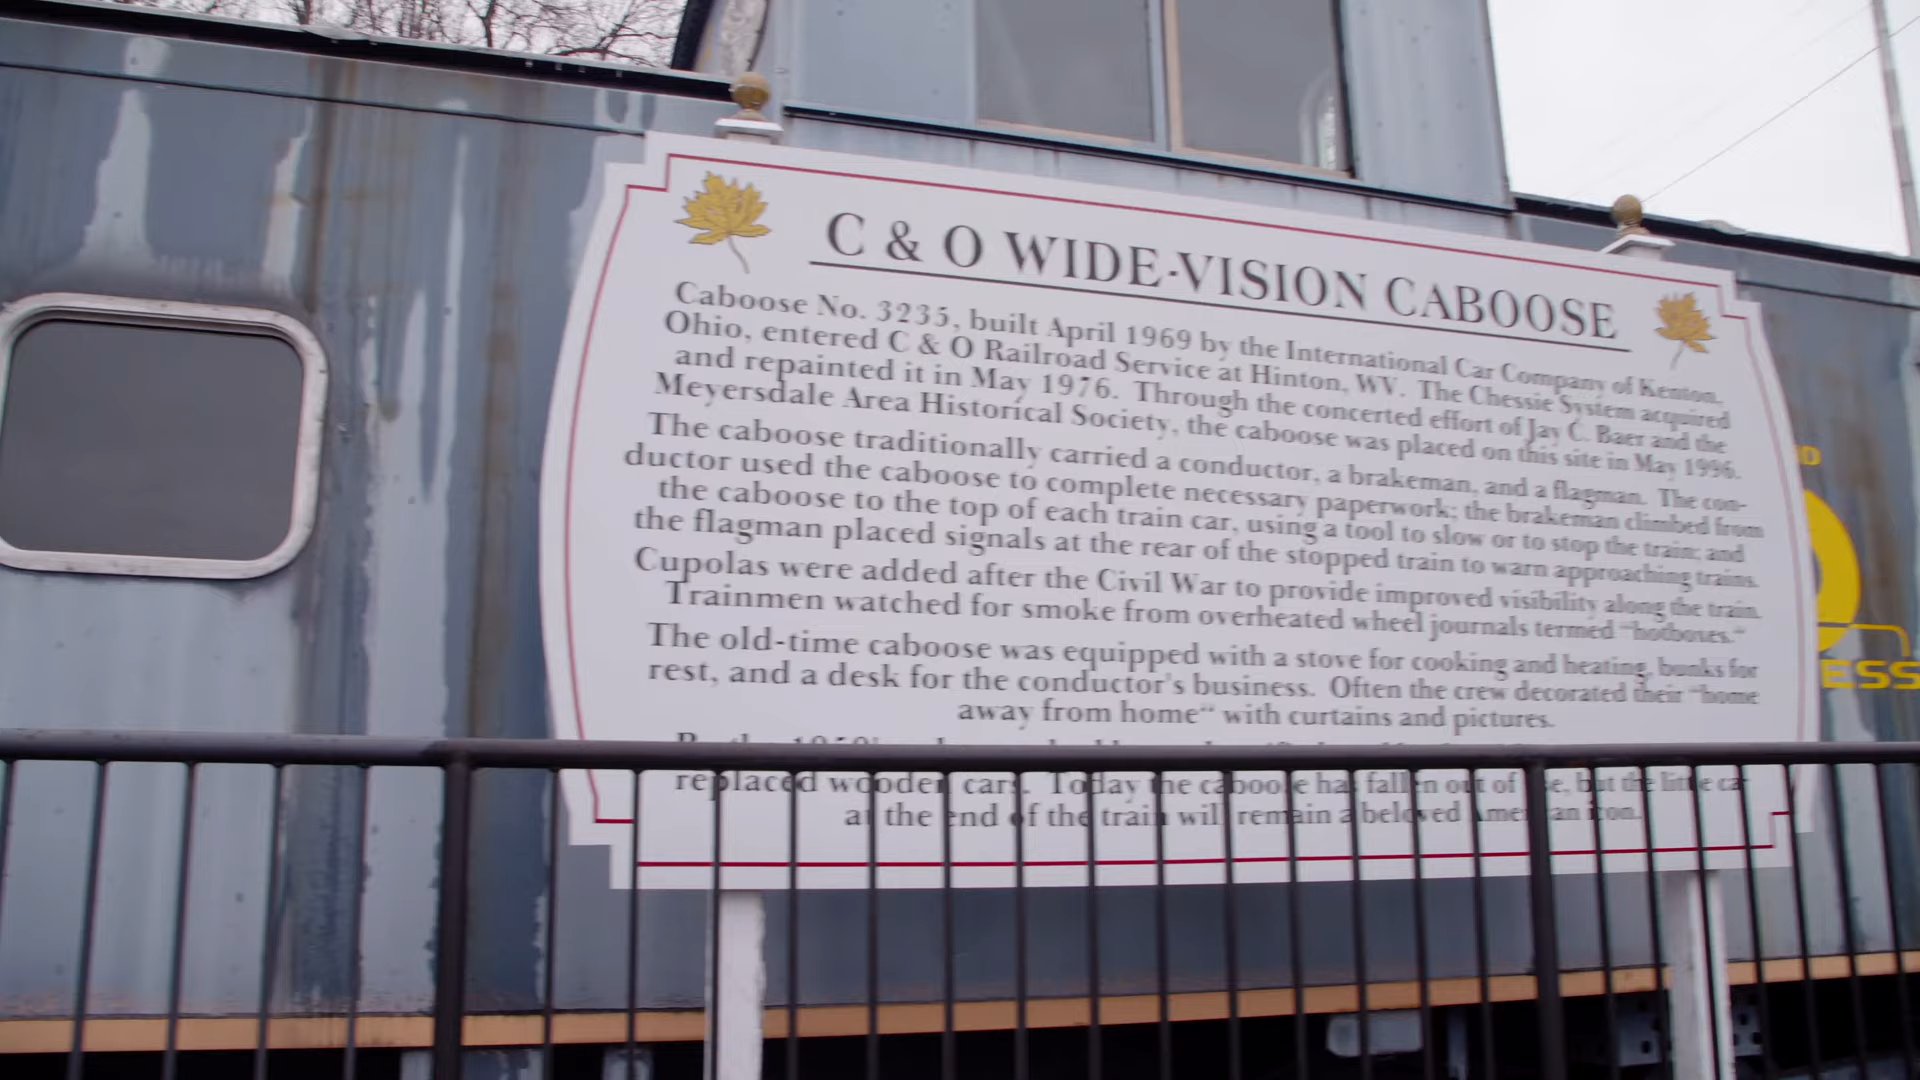 C & O WIDE-VISION CABOOSE
Caboose No. 3235, built April 1969 by the International Car Company of Kenton,
Ohio, entered C & O Railroad Service at Hinton, WV. The Chessie System acquired
and repainted it in May 1976. Through the concerted effort of Jay C. Baer and the
Meyersdale Area Historical Society, the caboose was placed on this site in May 1996.
The caboose traditionally carried a conductor, a brakeman, and a flagman. The con-
ductor used the caboose to complete necessary paperwork; the brakeman climbed from
the caboose to the top of each train car, using a tool to slow or to stop the train; and
the flagman placed signals at the rear of the stopped train to warn approaching trains.
Cupolas were added after the Civil War to provide improved visibility along the train.
Trainmen watched for smoke from overheated wheel journals termed "hotboxes."
The old-time caboose was equipped with a stove for cooking and heating, bunks for
rest, and a desk for the conductor's business. Often the crew decorated their "home
away from home" with curtains and pictures.
replaced wooden cars. Today the caboose has fallen out of use, but the little car
at the end of the train will remain a beloved American icon.
ESS